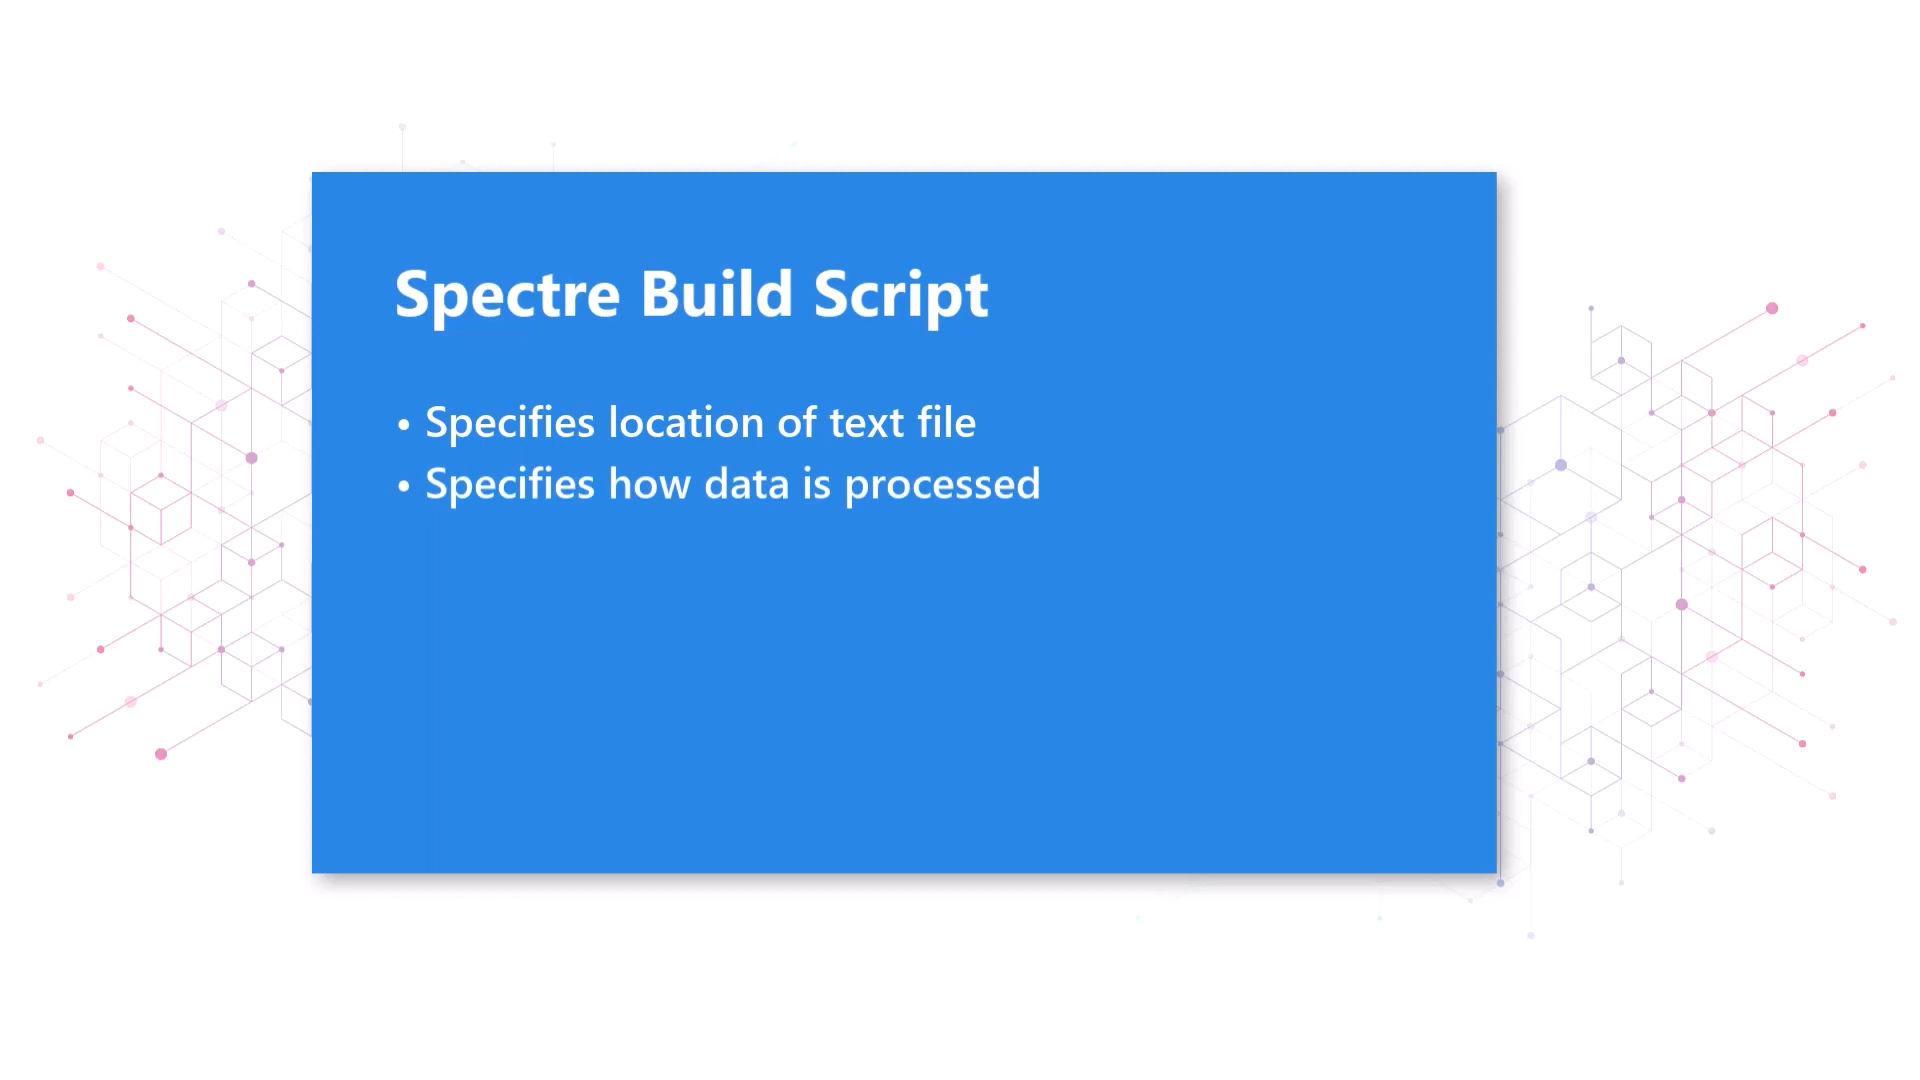 Spectre Build Script
• Specifies location of text file
• Specifies how data is processed